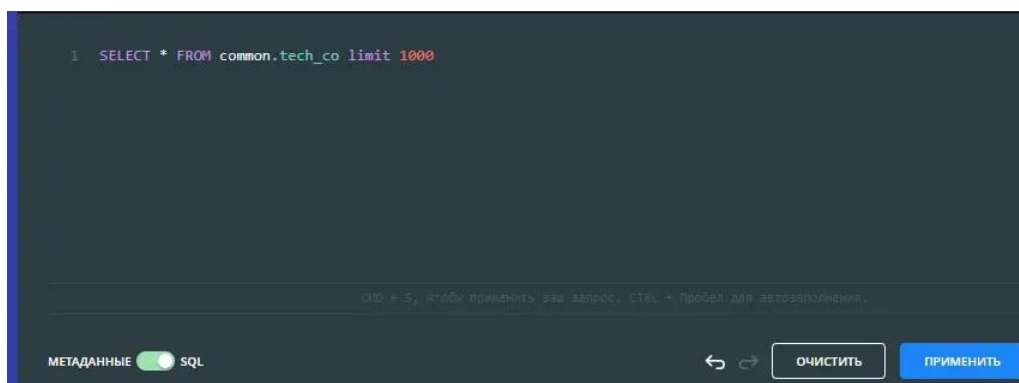 1 SELECT * FROM common.tech_co limit 1000
CMD + S, чтобы применить ваш запрос. CTRL + Пробел для автозаполнения.
МЕТАДАННЫЕ SQL ОЧИСТИТЬ ПРИМЕНИТЬ